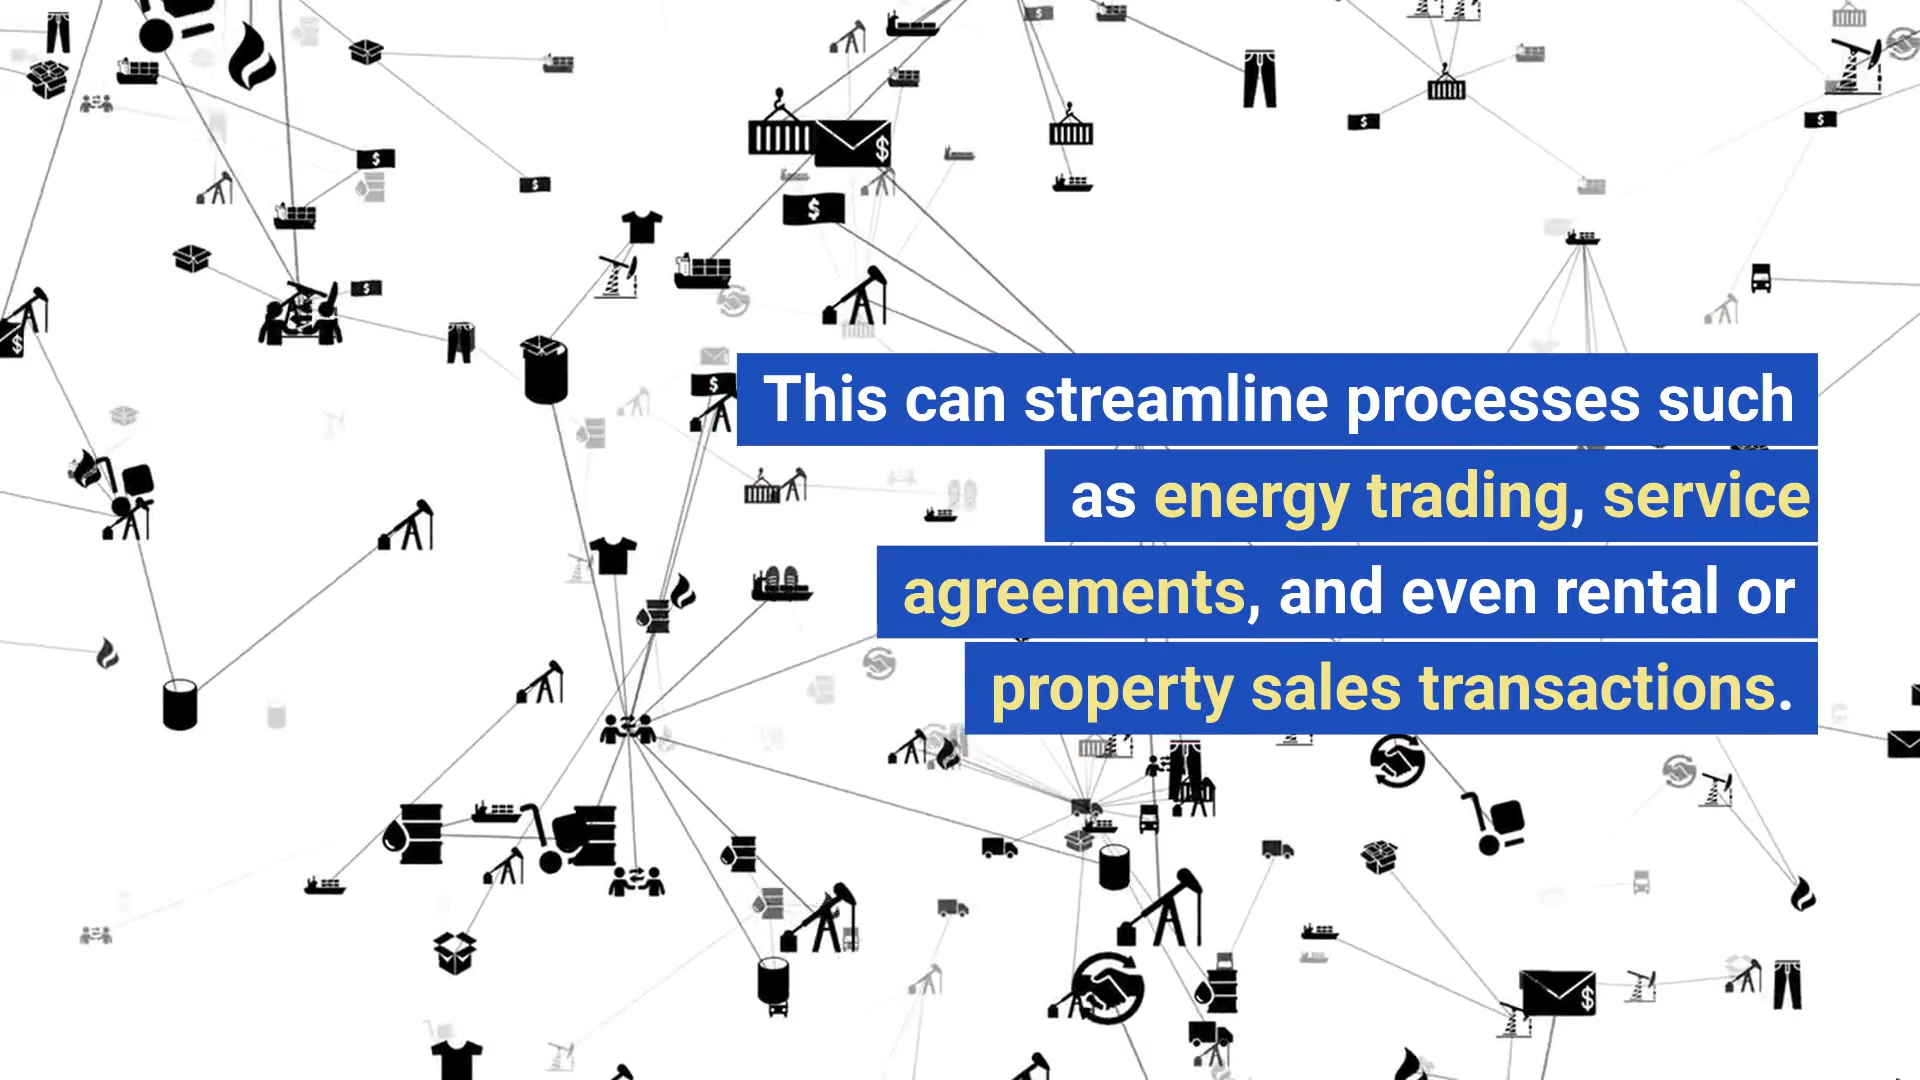 This can streamline processes such
as energy trading, service
agreements, and even rental or
property sales transactions.